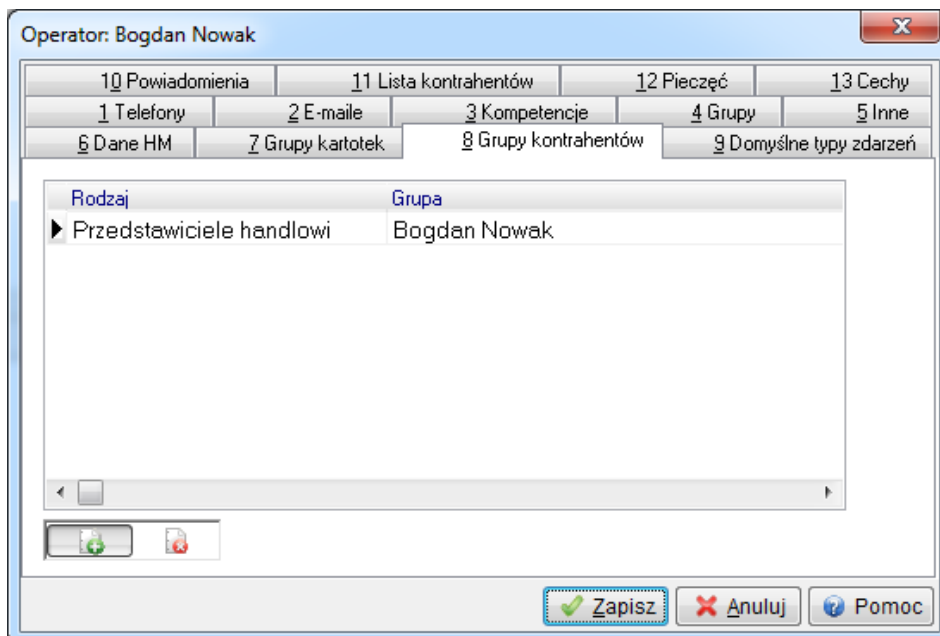 Operator: Bogdan Nowak
10 Powiadomienia 11 Lista kontrahentów 12 Pieczęć 13 Cechy
1 Telefony 2 E-maile 3 Kompetencje 4 Grupy 5 Inne
6 Dane HM 7 Grupy kartotek 8 Grupy kontrahentów 9 Domyślne typy zdarzeń
Rodzaj Grupa
Przedstawiciele handlowi Bogdan Nowak
Zapisz Anuluj Pomoc